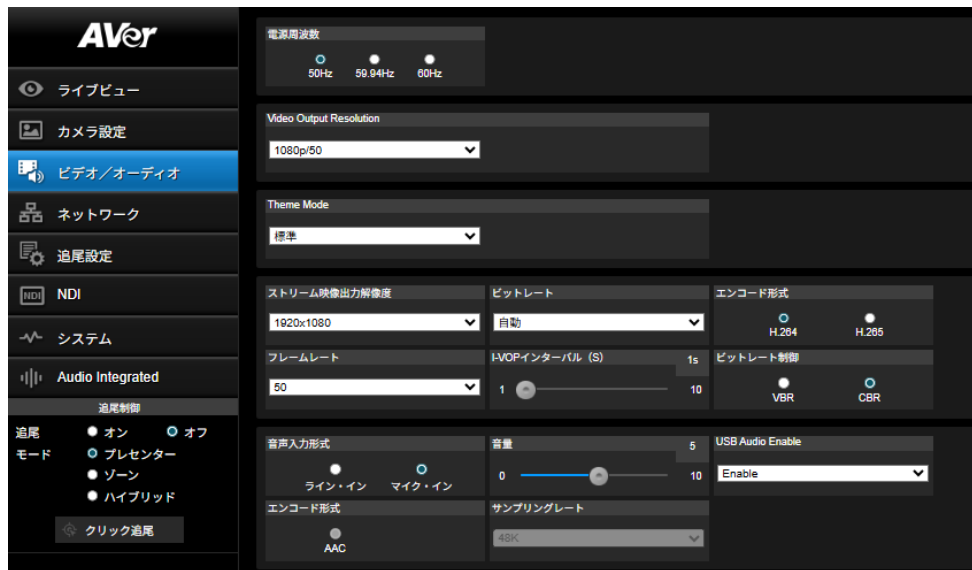 AVer
ライブビュー
カメラ設定
ビデオ／オーディオ
ネットワーク
追尾設定
NDI
NDI
システム
Audio Integrated
追尾制御
追尾 オン オフ
モード プレゼンター
ゾーン
ハイブリッド
クリック追尾
電源周波数
50Hz 59.94Hz 60Hz
Video Output Resolution
1080p/50
Theme Mode
標準
ストリーム映像出力解像度 ビットレート エンコード形式
1920x1080 自動 H.264 H.265
フレームレート I-VOPインターバル（S） 1s ビットレート制御
50 1 10 VBR CBR
音声入力形式 音量 5 USB Audio Enable
ライン・イン マイク・イン 0 10 Enable
エンコード形式 サンプリングレート
AAC 48K